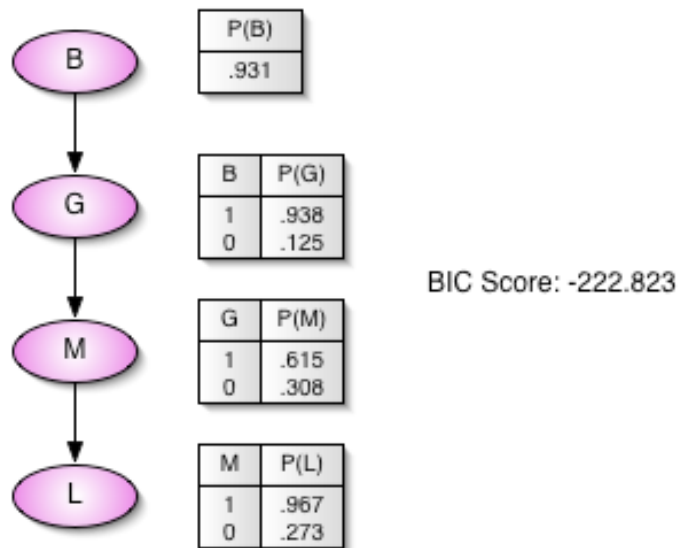 B
P(B)
.931
G
B P(G)
1 .938
0 .125
BIC Score: -222.823
M
G P(M)
1 .615
0 .308
L
M P(L)
1 .967
0 .273